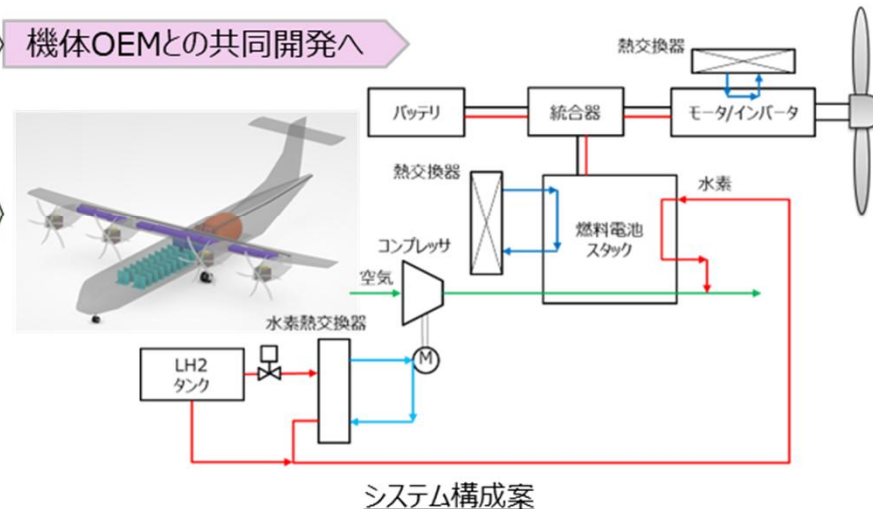 機体OEMとの共同開発へ
熱交換器
バッテリ
統合器
モータ/インバータ
熱交換器
水素
燃料電池
スタック
コンプレッサ
空気
水素熱交換器
M
LH2
タンク
システム構成案